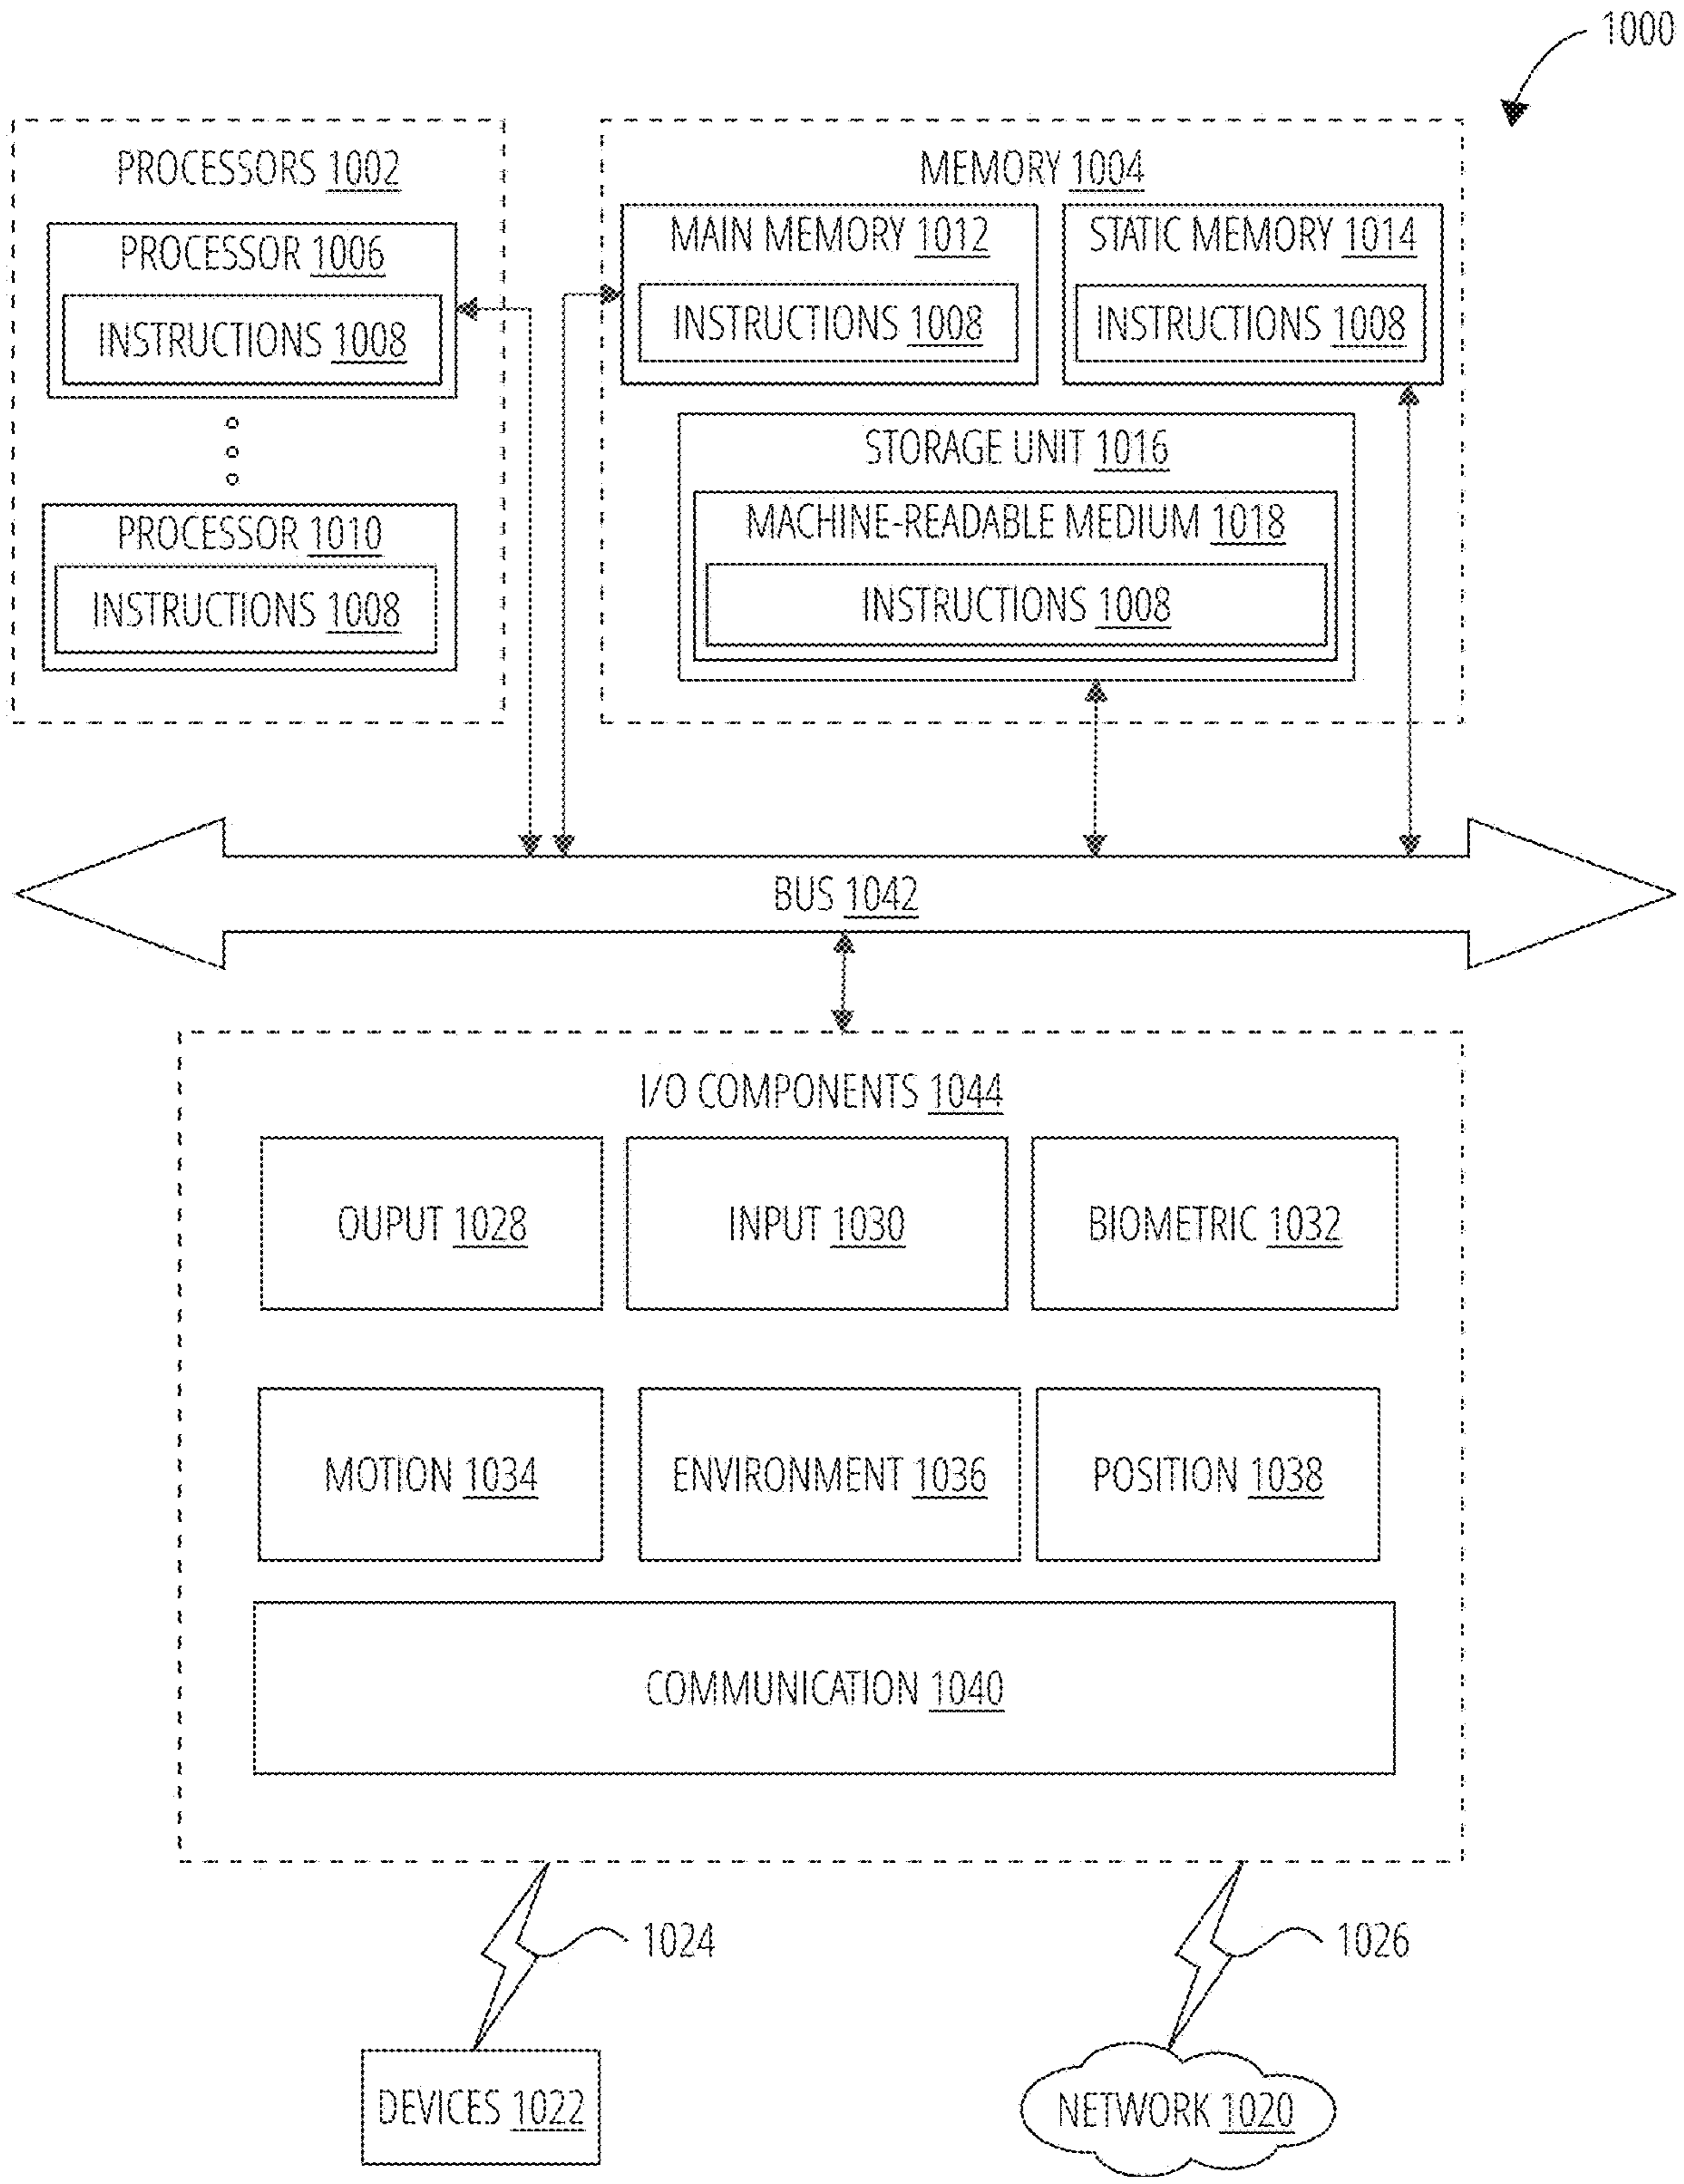 1000
PROCESSORS 1002
PROCESSOR 1006
INSTRUCTIONS 1008
PROCESSOR 1010
INSTRUCTIONS 1008
MEMORY 1004
MAIN MEMORY 1012
INSTRUCTIONS 1008
STATIC MEMORY 1014
INSTRUCTIONS 1008
STORAGE UNIT 1016
MACHINE-READABLE MEDIUM 1018
INSTRUCTIONS 1008
BUS 1042
I/O COMPONENTS 1044
OUPUT 1028
INPUT 1030
BIOMETRIC 1032
MOTION 1034
ENVIRONMENT 1036
POSITION 1038
COMMUNICATION 1040
1024
1026
DEVICES 1022
NETWORK 1020